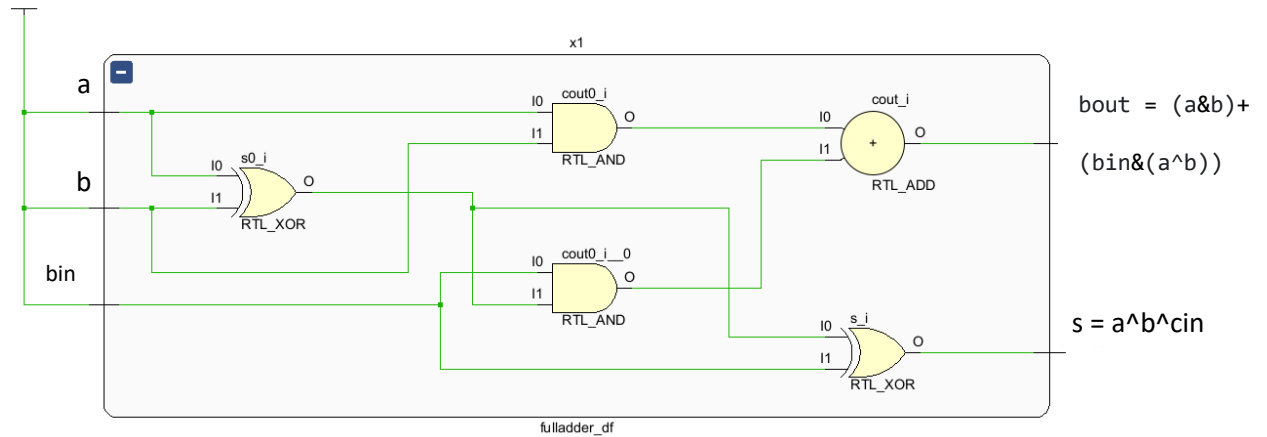 x1
−
a
b
bin
I0
I1
s0_i
O
RTL_XOR
I0
I1
cout0_i
O
RTL_AND
I0
I1
cout0_i__0
O
RTL_AND
I0
I1
cout_i
O
+
RTL_ADD
I0
I1
s_i
O
RTL_XOR
bout = (a&b)+
(bin&(a^b))
s = a^b^cin
fulladder_df